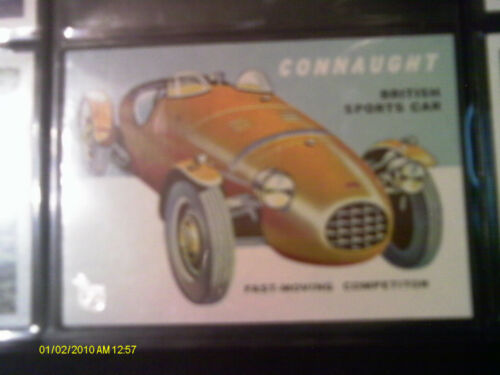 CONNAUGHT
BRITISH
SPORTS CAR
FAST-MOVING COMPETITOR
01/02/2010 AM 12:57